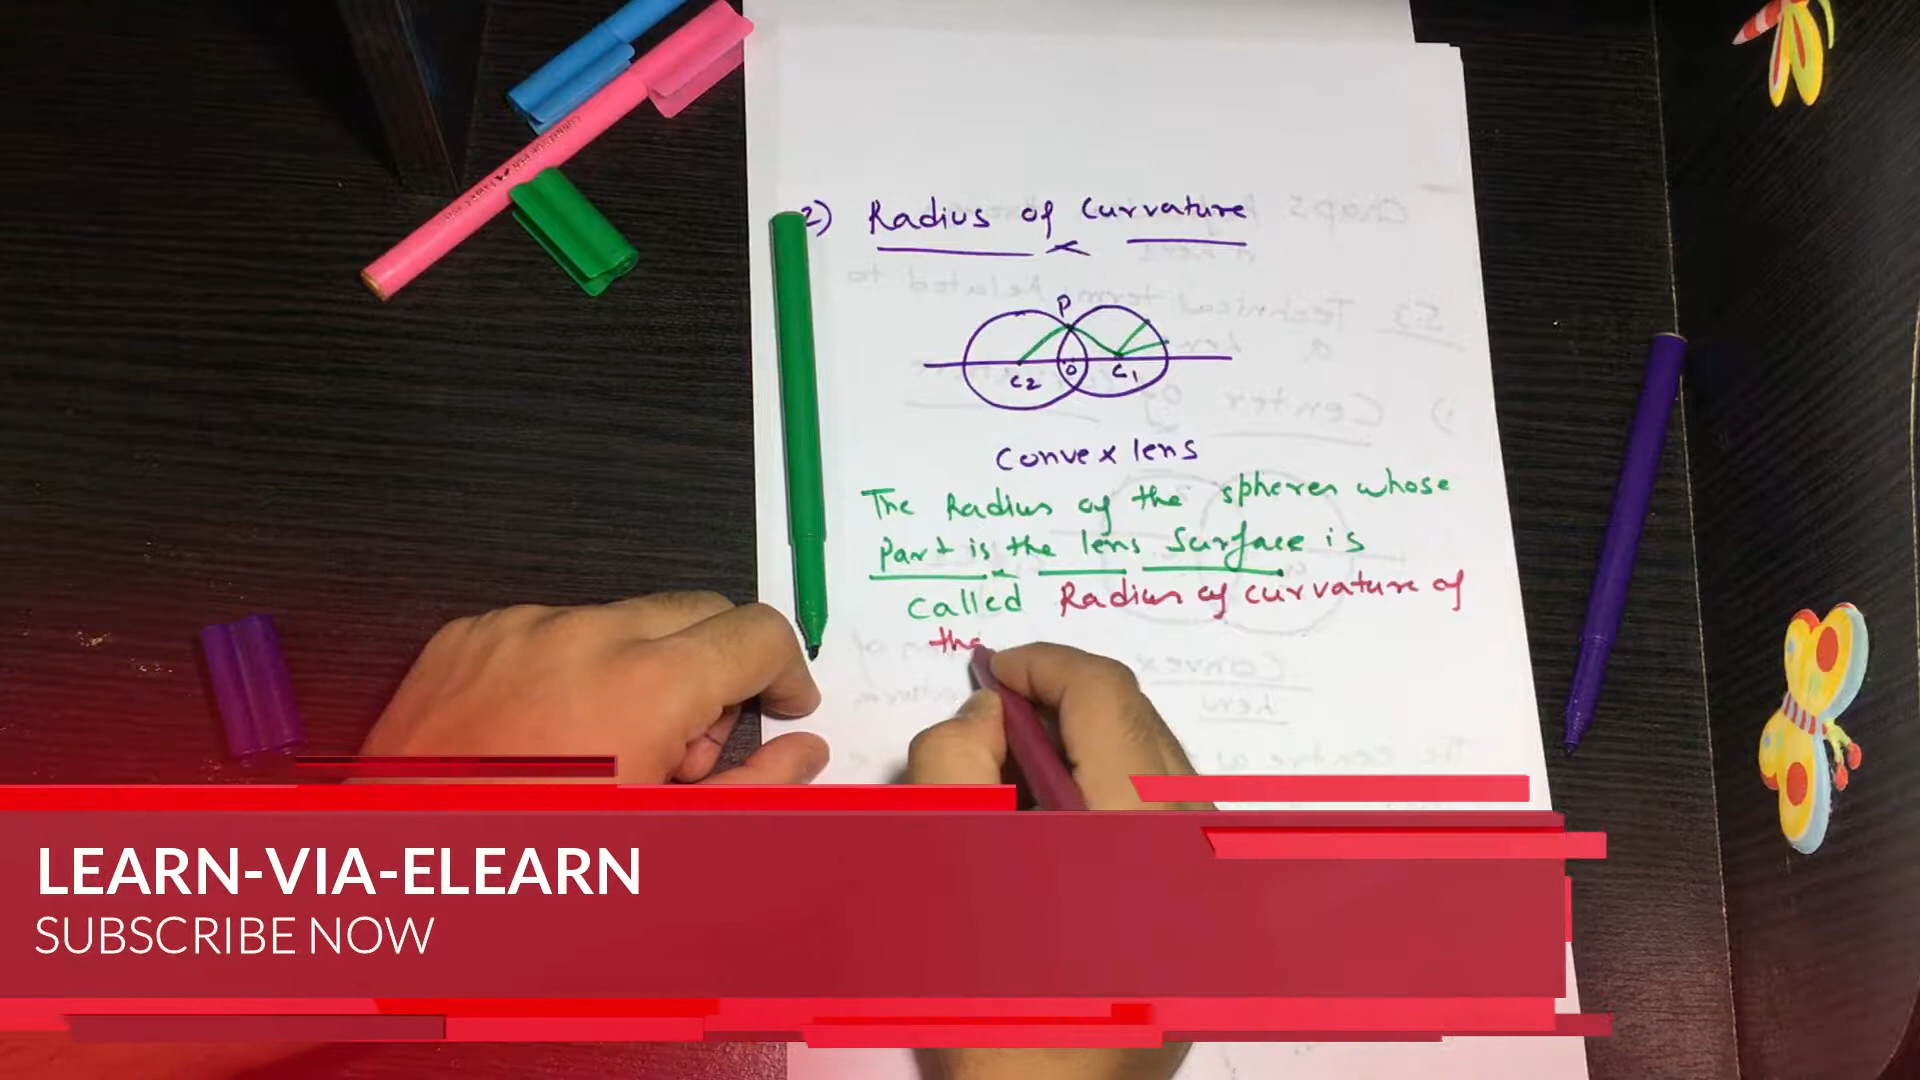 2) Radius of Curvature
P
C2 O C1
Convex lens
The Radius of the spheres whose
part is the lens Surface is
called Radius of curvature of
the
LEARN-VIA-ELEARN
SUBSCRIBE NOW